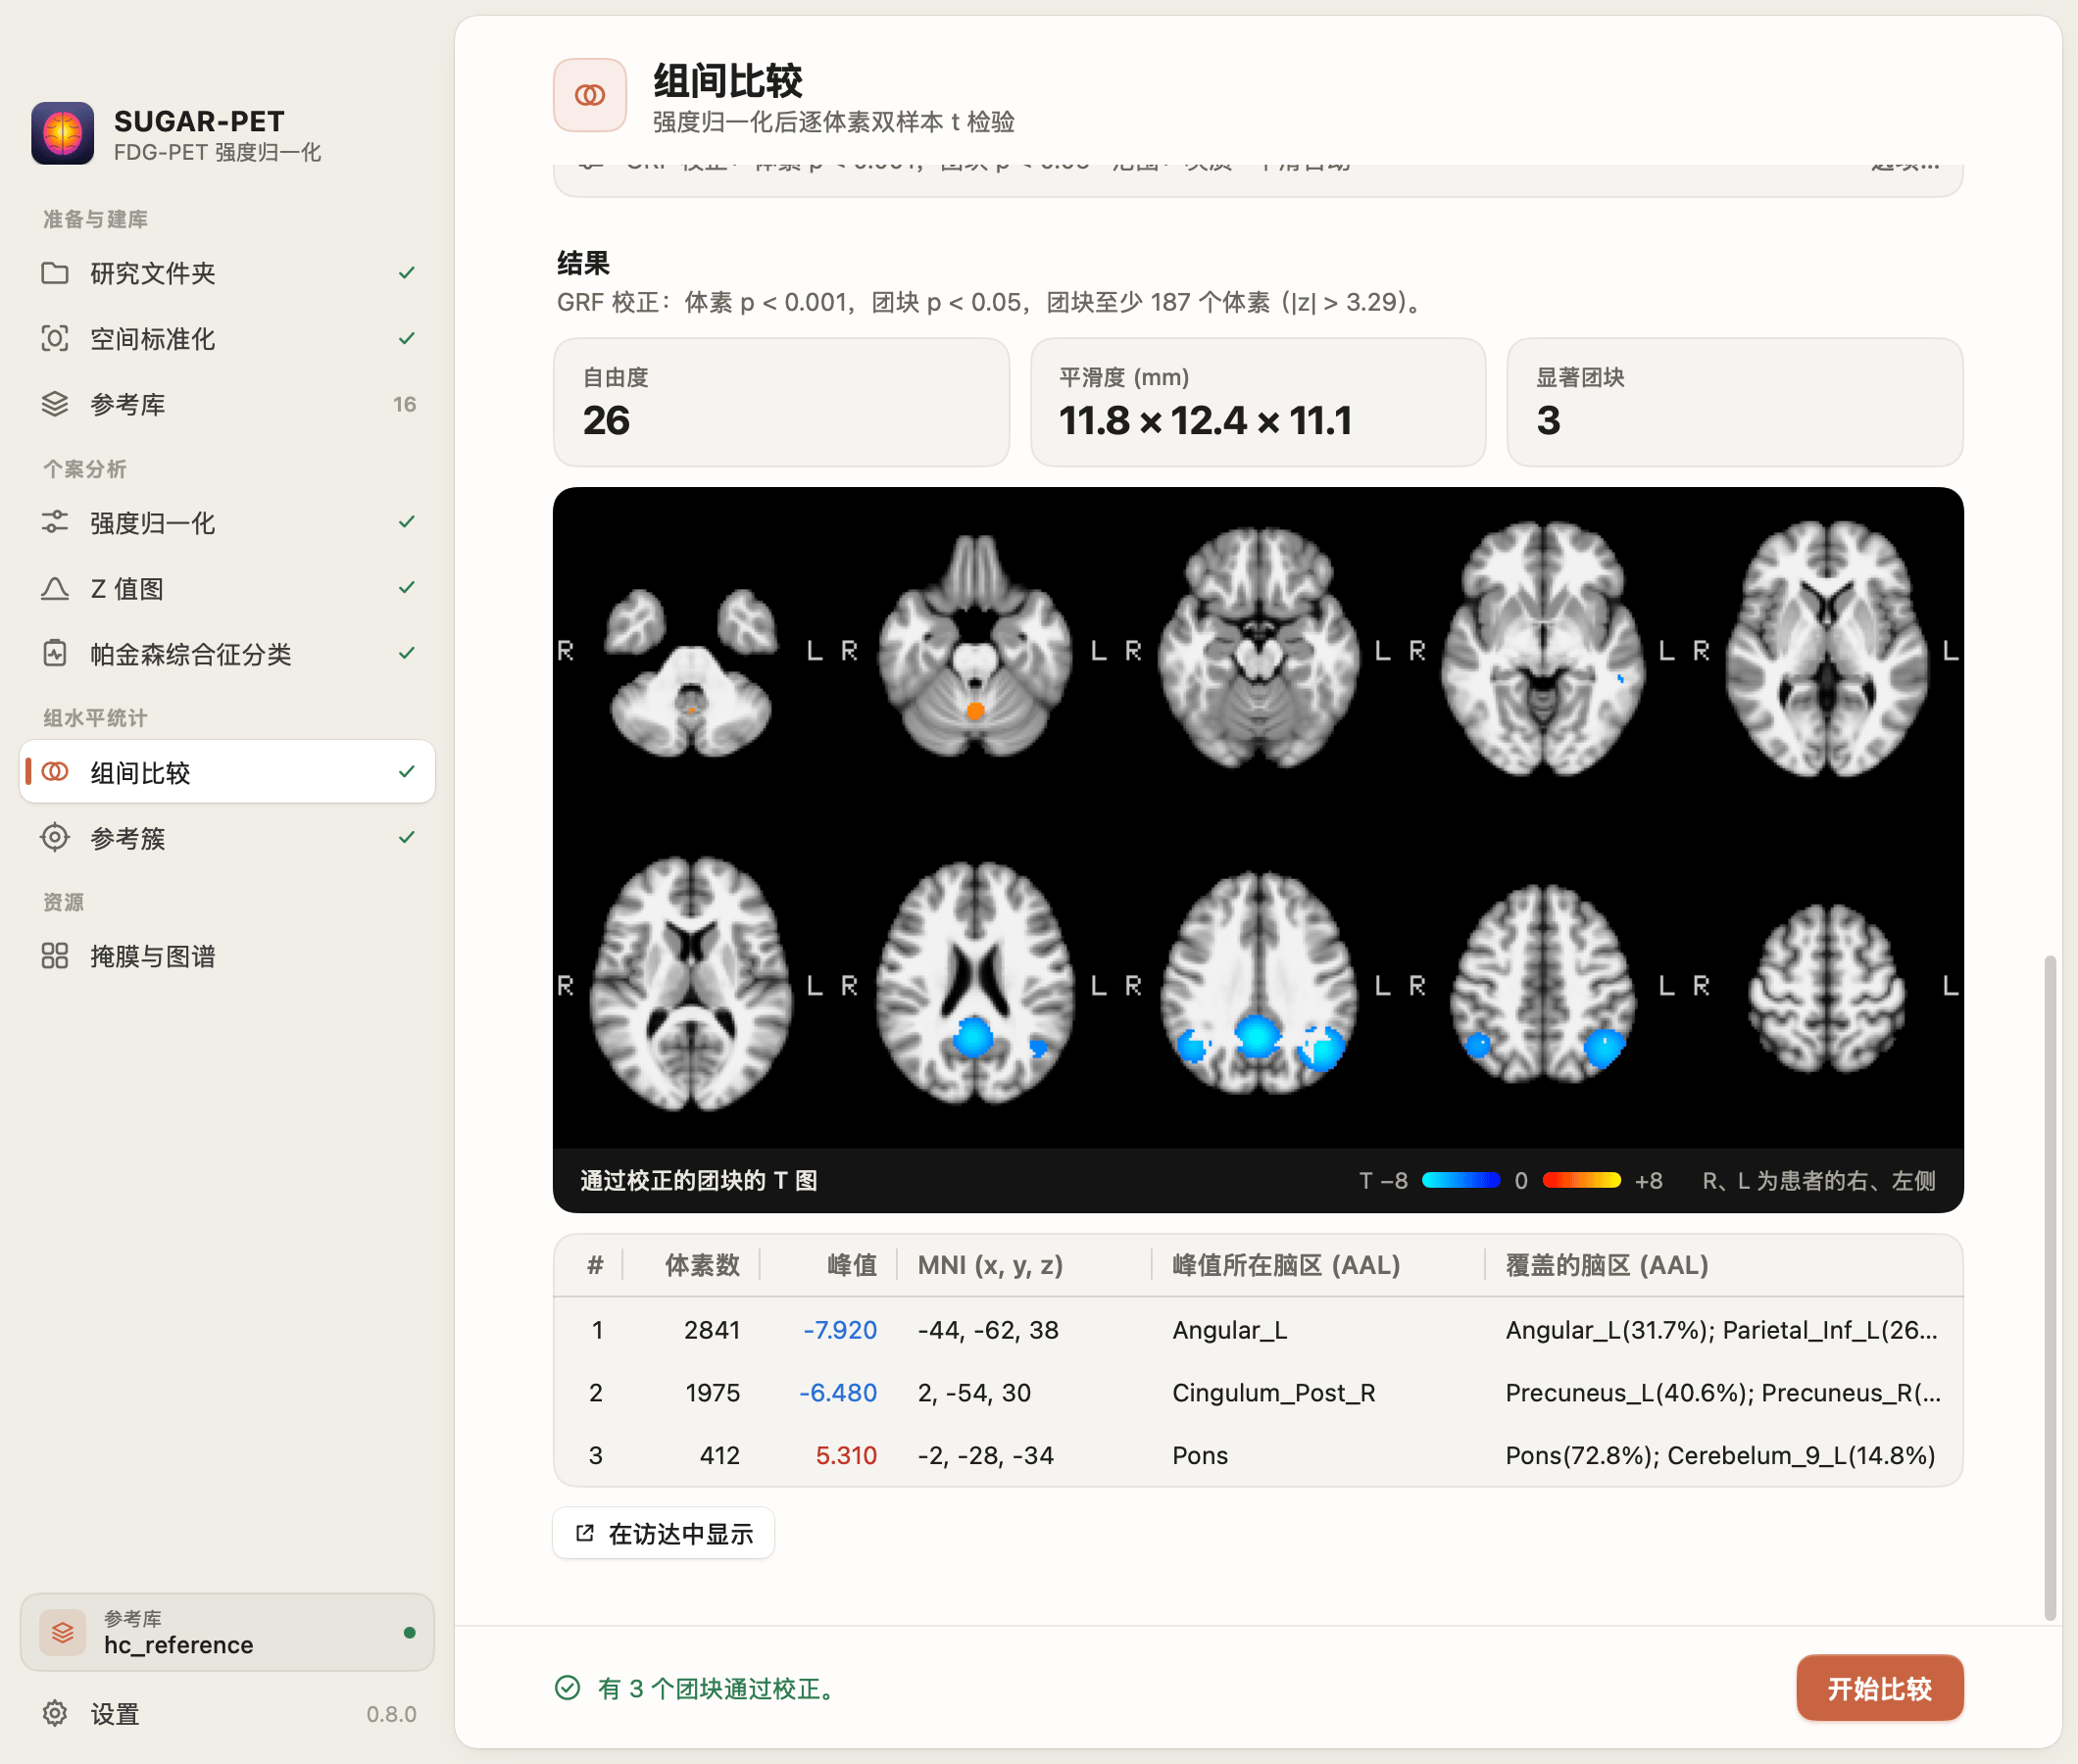 SUGAR-PET
FDG-PET 强度归一化
准备与建库
研究文件夹
空间标准化
参考库 16
个案分析
强度归一化
Z 值图
帕金森综合征分类
组水平统计
组间比较
参考簇
资源
掩膜与图谱
参考库
hc_reference
设置 0.8.0
组间比较
强度归一化后逐体素双样本 t 检验
结果
GRF 校正：体素 p < 0.001，团块 p < 0.05，团块至少 187 个体素（|z| > 3.29）。
自由度
26
平滑度 (mm)
11.8 × 12.4 × 11.1
显著团块
3
R L R L R L R L R L
R L R L R L R L R L
通过校正的团块的 T 图 T −8 0 +8 R、L 为患者的右、左侧
# 体素数 峰值 MNI (x, y, z) 峰值所在脑区 (AAL) 覆盖的脑区 (AAL)
1 2841 -7.920 -44, -62, 38 Angular_L Angular_L(31.7%); Parietal_Inf_L(26...
2 1975 -6.480 2, -54, 30 Cingulum_Post_R Precuneus_L(40.6%); Precuneus_R(...
3 412 5.310 -2, -28, -34 Pons Pons(72.8%); Cerebelum_9_L(14.8%)
在访达中显示
有 3 个团块通过校正。
开始比较